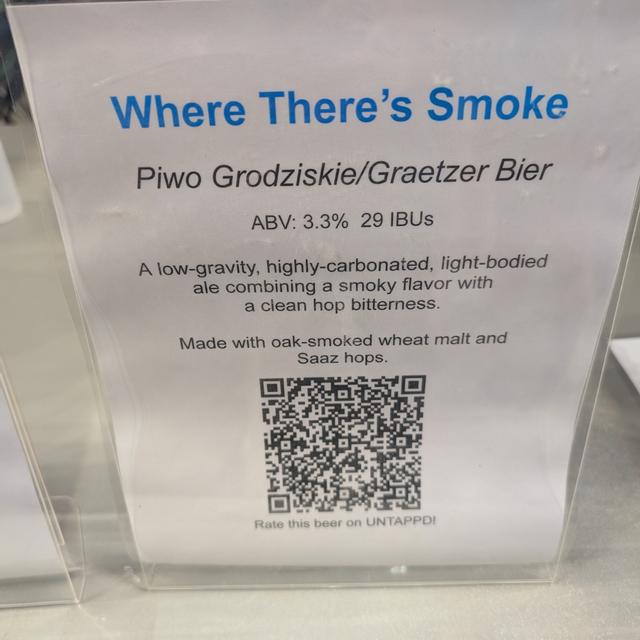 Where There's Smoke
Piwo Grodziskie/Graetzer Bier
ABV: 3.3% 29 IBUs
A low-gravity, highly-carbonated, light-bodied
ale combining a smoky flavor with
a clean hop bitterness.
Made with oak-smoked wheat malt and
Saaz hops.
Rate this beer on UNTAPPD!